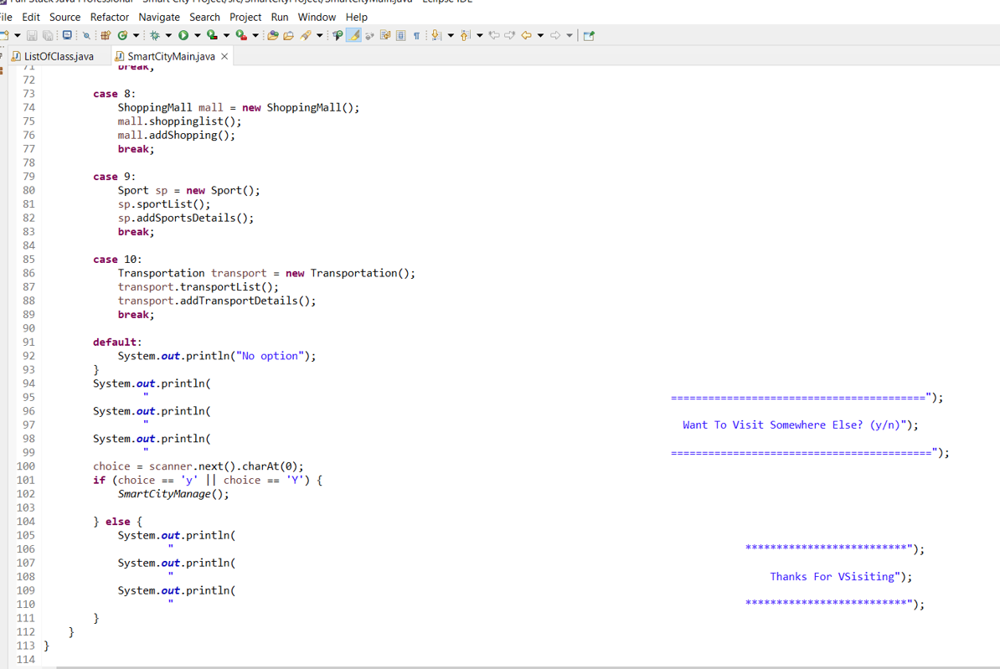 Full Stack Java Professional - Smart City Project/src/SmartCityProject/SmartCityMain.java - Eclipse IDE
File Edit Source Refactor Navigate Search Project Run Window Help
ListOfClass.java SmartCityMain.java
71 break;
72
73 case 8:
74 ShoppingMall mall = new ShoppingMall();
75 mall.shoppinglist();
76 mall.addShopping();
77 break;
78
79 case 9:
80 Sport sp = new Sport();
81 sp.sportList();
82 sp.addSportsDetails();
83 break;
84
85 case 10:
86 Transportation transport = new Transportation();
87 transport.transportList();
88 transport.addTransportDetails();
89 break;
90
91 default:
92 System.out.println("No option");
93 }
94 System.out.println(
95 " =========================================");
96 System.out.println(
97 " Want To Visit Somewhere Else? (y/n)");
98 System.out.println(
99 " ==========================================");
100 choice = scanner.next().charAt(0);
101 if (choice == 'y' || choice == 'Y') {
102 SmartCityManage();
103
104 } else {
105 System.out.println(
106 " **************************");
107 System.out.println(
108 " Thanks For VSisiting");
109 System.out.println(
110 " **************************");
111 }
112 }
113 }
114